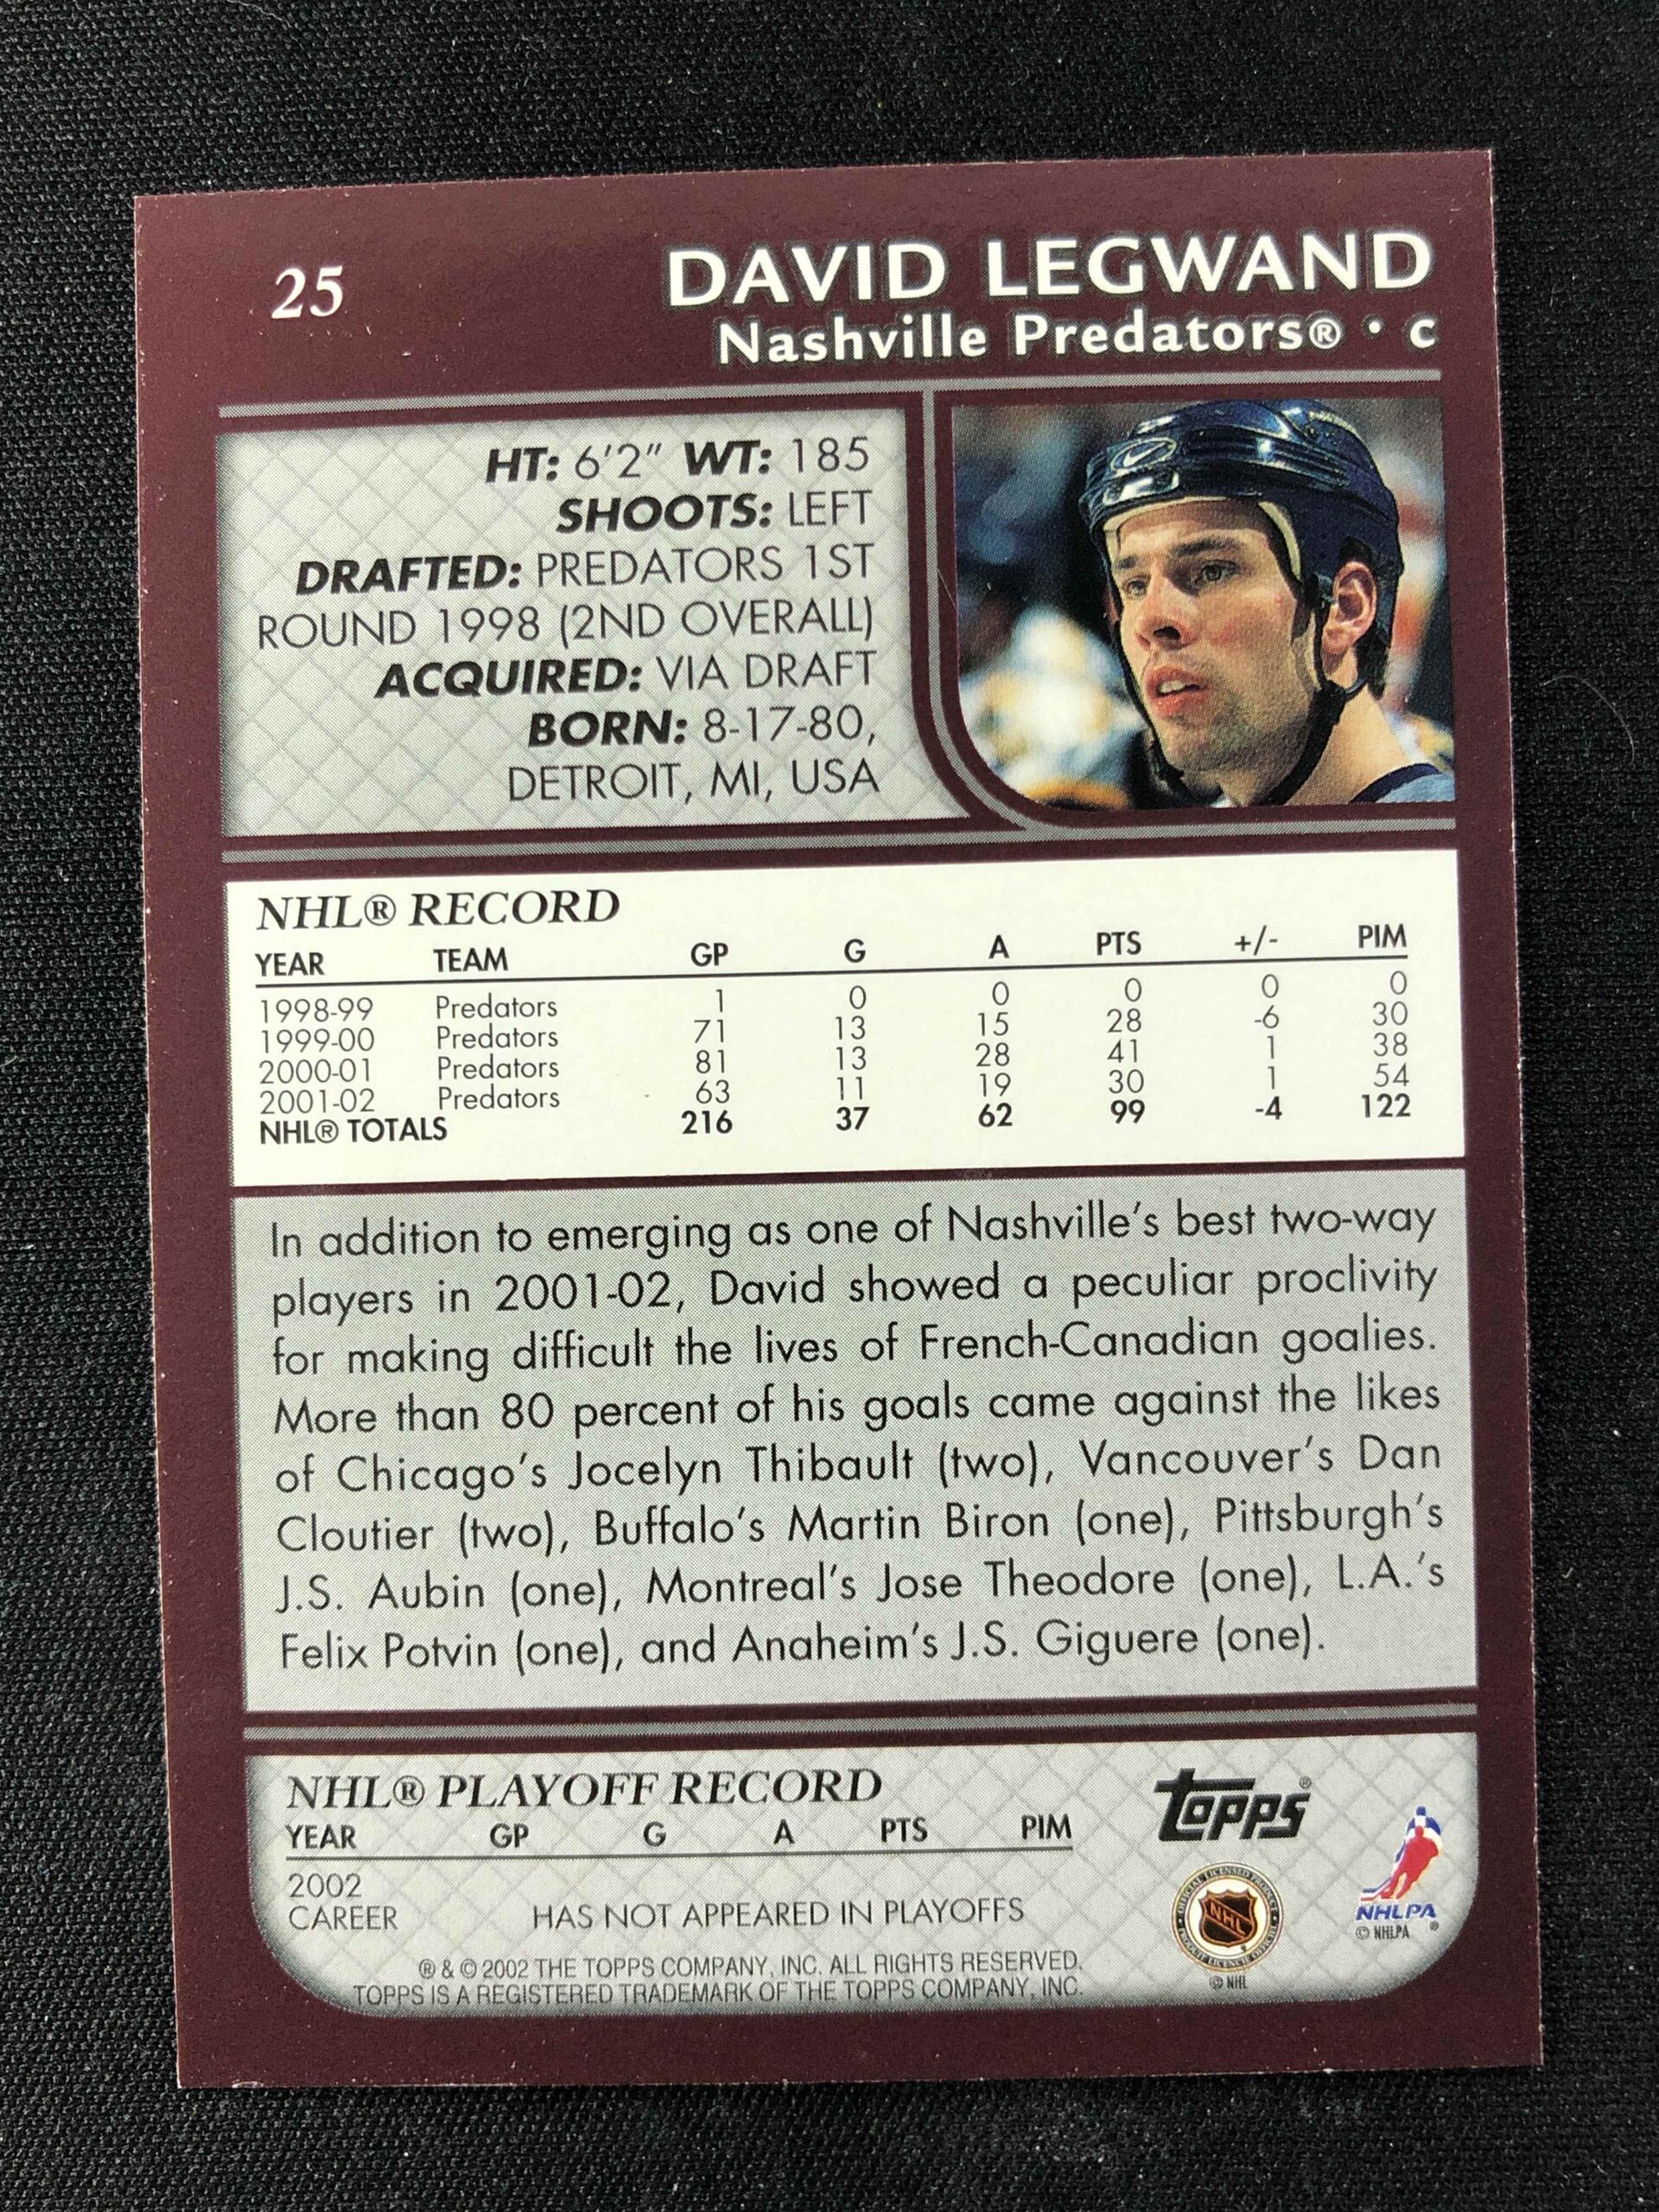 25
DAVID LEGWAND
Nashville Predators® • C
HT: 6'2" WT: 185
SHOOTS: LEFT
DRAFTED: PREDATORS 1ST
ROUND 1998 (2ND OVERALL)
ACQUIRED: VIA DRAFT
BORN: 8-17-80,
DETROIT, MI, USA
NHL® RECORD
YEAR TEAM GP G A PTS +/- PIM
1998-99 Predators 1 0 0 0 0 0
1999-00 Predators 71 13 15 28 -6 30
2000-01 Predators 81 13 28 41 1 38
2001-02 Predators 63 11 19 30 1 54
NHL® TOTALS 216 37 62 99 -4 122
In addition to emerging as one of Nashville's best two-way
players in 2001-02, David showed a peculiar proclivity
for making difficult the lives of French-Canadian goalies.
More than 80 percent of his goals came against the likes
of Chicago's Jocelyn Thibault (two), Vancouver's Dan
Cloutier (two), Buffalo's Martin Biron (one), Pittsburgh's
J.S. Aubin (one), Montreal's Jose Theodore (one), L.A.'s
Felix Potvin (one), and Anaheim's J.S. Giguere (one).
NHL® PLAYOFF RECORD
YEAR GP G A PTS PIM
2002
CAREER HAS NOT APPEARED IN PLAYOFFS
® & © 2002 THE TOPPS COMPANY, INC. ALL RIGHTS RESERVED.
TOPPS IS A REGISTERED TRADEMARK OF THE TOPPS COMPANY, INC.
Topps®
OFFICIAL LICENSED PRODUCT
NHL
© NHL
NHLPA
© NHLPA ®